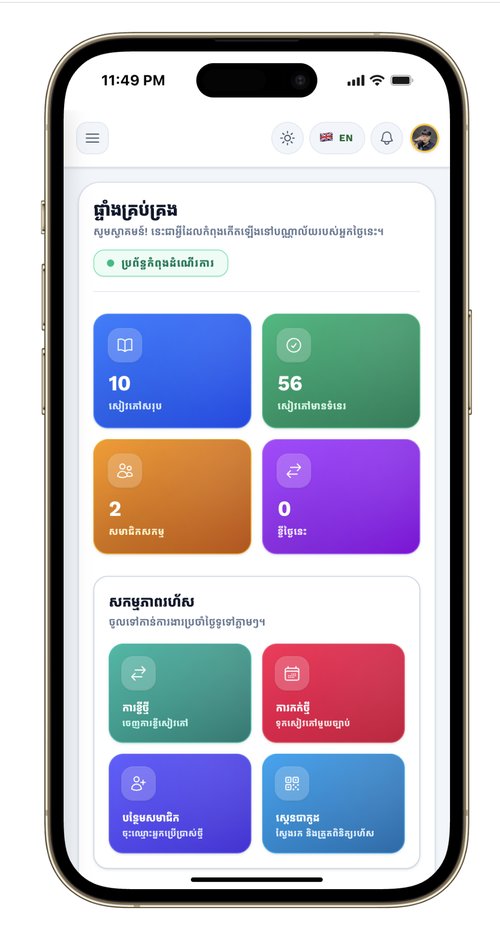 11:49 PM
EN
ផ្ទាំងគ្រប់គ្រង
សូមស្វាគមន៍! នេះជាអ្វីដែលកំពុងកើតឡើងនៅបណ្ណាល័យរបស់អ្នកថ្ងៃនេះ។
ប្រព័ន្ធកំពុងដំណើរការ
10
សៀវភៅសរុប
56
សៀវភៅមានទំនេរ
2
សមាជិកសកម្ម
0
ខ្ចីថ្ងៃនេះ
សកម្មភាពរហ័ស
ចូលទៅកាន់ការងារប្រចាំថ្ងៃទូទៅភ្លាមៗ។
ការខ្ចីថ្មី
ចេញការខ្ចីសៀវភៅ
ការកក់ថ្មី
ទុកសៀវភៅមួយច្បាប់
បន្ថែមសមាជិក
ចុះឈ្មោះអ្នកប្រើប្រាស់ថ្មី
ស្កេនបាកូដ
ស្វែងរក និងត្រួតពិនិត្យរហ័ស